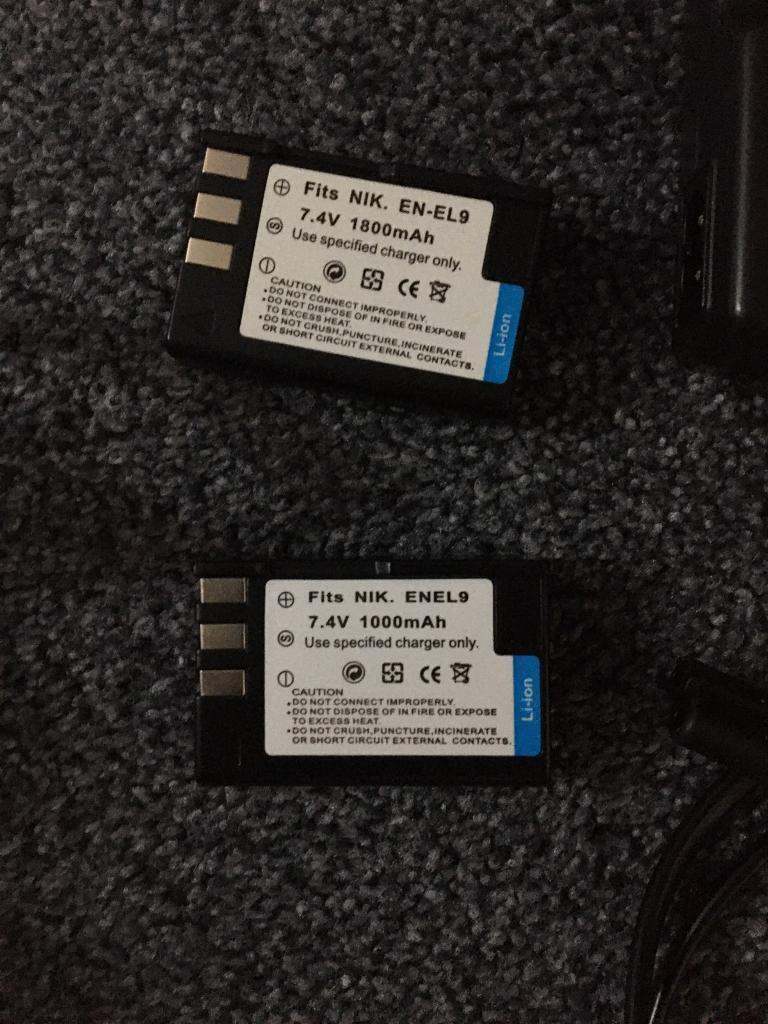 Fits NIK. EN-EL9
7.4V 1800mAh
Use specified charger only.
CE
CAUTION
•DO NOT CONNECT IMPROPERLY.
•DO NOT DISPOSE OF IN FIRE OR EXPOSE
TO EXCESS HEAT.
•DO NOT CRUSH,PUNCTURE,INCINERATE
OR SHORT CIRCUIT EXTERNAL CONTACTS.
Li-ion
Fits NIK. ENEL9
7.4V 1000mAh
Use specified charger only.
CE
CAUTION
•DO NOT CONNECT IMPROPERLY.
•DO NOT DISPOSE OF IN FIRE OR EXPOSE
TO EXCESS HEAT.
•DO NOT CRUSH,PUNCTURE,INCINERATE
OR SHORT CIRCUIT EXTERNAL CONTACTS.
Li-ion